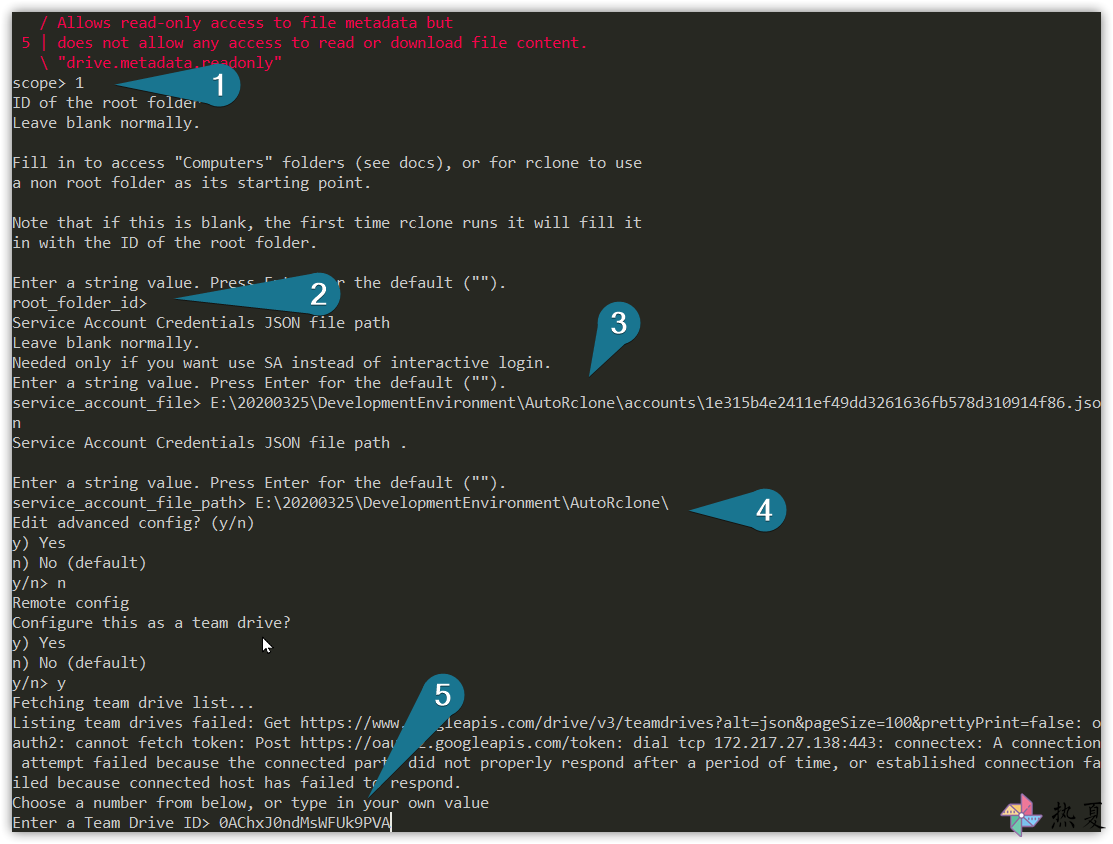 / Allows read-only access to file metadata but
5 | does not allow any access to read or download file content.
\ "drive.metadata.readonly"
scope> 1
1
ID of the root folder
Leave blank normally.
Fill in to access "Computers" folders (see docs), or for rclone to use
a non root folder as its starting point.
Note that if this is blank, the first time rclone runs it will fill it
in with the ID of the root folder.
Enter a string value. Press Enter for the default ("").
root_folder_id>
2
Service Account Credentials JSON file path
3
Leave blank normally.
Needed only if you want use SA instead of interactive login.
Enter a string value. Press Enter for the default ("").
service_account_file> E:\20200325\DevelopmentEnvironment\AutoRclone\accounts\1e315b4e2411ef49dd3261636fb578d310914f86.jso
n
Service Account Credentials JSON file path .
Enter a string value. Press Enter for the default ("").
service_account_file_path> E:\20200325\DevelopmentEnvironment\AutoRclone\
4
Edit advanced config? (y/n)
y) Yes
n) No (default)
y/n> n
Remote config
Configure this as a team drive?
y) Yes
n) No (default)
y/n> y
Fetching team drive list...
5
Listing team drives failed: Get https://www.googleapis.com/drive/v3/teamdrives?alt=json&pageSize=100&prettyPrint=false: o
auth2: cannot fetch token: Post https://oauth2.googleapis.com/token: dial tcp 172.217.27.138:443: connectex: A connection
attempt failed because the connected party did not properly respond after a period of time, or established connection fa
iled because connected host has failed to respond.
Choose a number from below, or type in your own value
Enter a Team Drive ID> 0AChxJ0ndMsWFUk9PVA
热夏